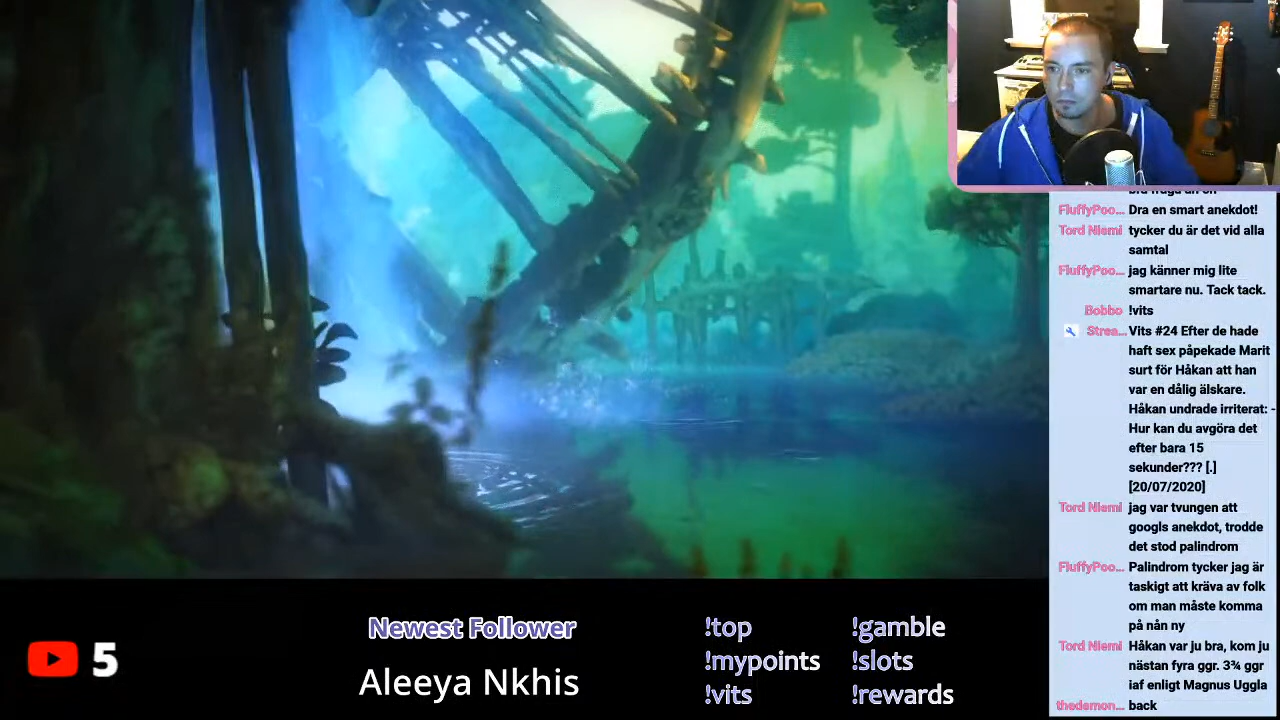 FluffyPoo... Dra en smart anekdot!
Tord Niemi tycker du är det vid alla
samtal
FluffyPoo... jag känner mig lite
smartare nu. Tack tack.
Bobbo !vits
Strea... Vits #24 Efter de hade
haft sex påpekade Marit
surt för Håkan att han
var en dålig älskare.
Håkan undrade irriterat: -
Hur kan du avgöra det
efter bara 15
sekunder??? [.]
[20/07/2020]
Tord Niemi jag var tvungen att
googls anekdot, trodde
det stod palindrom
FluffyPoo... Palindrom tycker jag är
taskigt att kräva av folk
om man måste komma
på nån ny
Tord Niemi Håkan var ju bra, kom ju
nästan fyra ggr. 3¾ ggr
iaf enligt Magnus Uggla
thedemon... back
5
Newest Follower
Aleeya Nkhis
!top
!mypoints
!vits
!gamble
!slots
!rewards